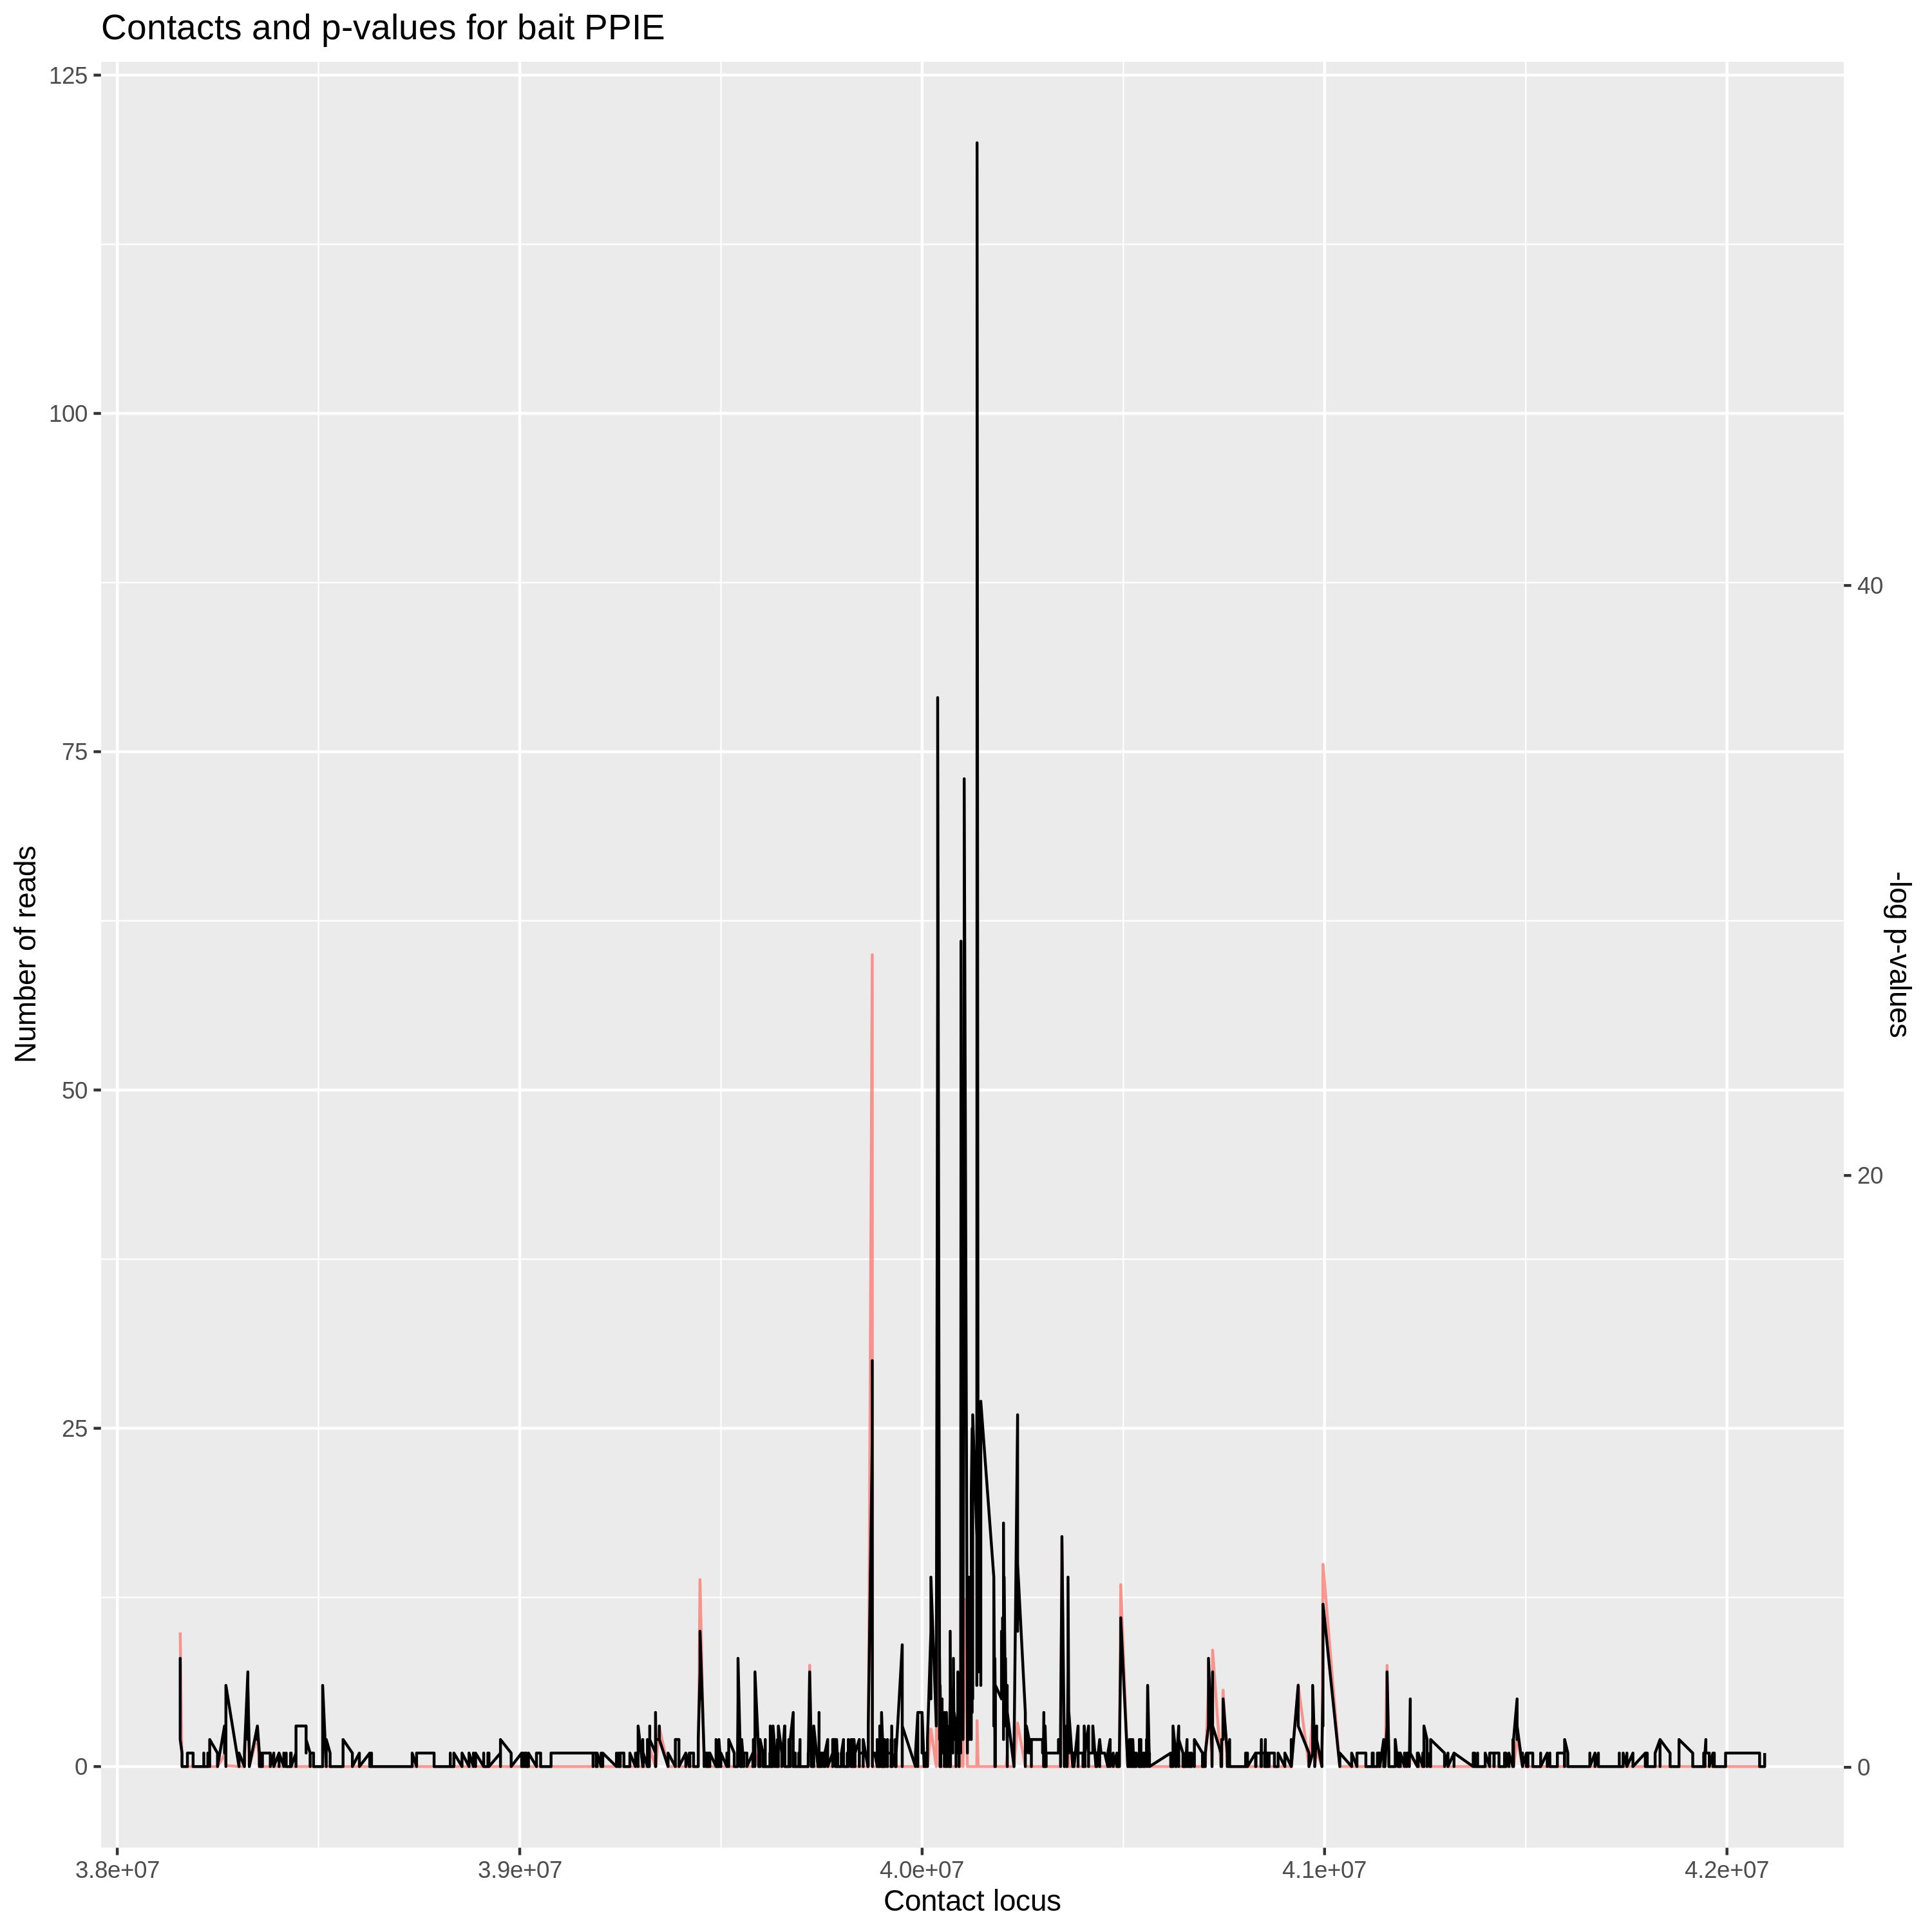 Contacts and p-values for bait PPIE
125
100
75
50
25
0
Number of reads
40
20
0
-log p-values
3.8e+07
3.9e+07
4.0e+07
4.1e+07
4.2e+07
Contact locus